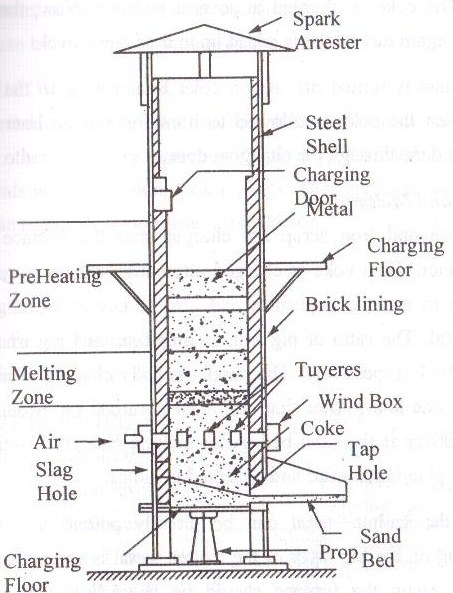 Spark
Arrester
Steel
Shell
Charging
Door
Metal
Charging
Floor
PreHeating
Zone
Brick lining
Melting
Zone
Tuyeres
Wind Box
Air
Coke
Slag
Hole
Tap
Hole
Sand
Bed
Prop
Charging
Floor